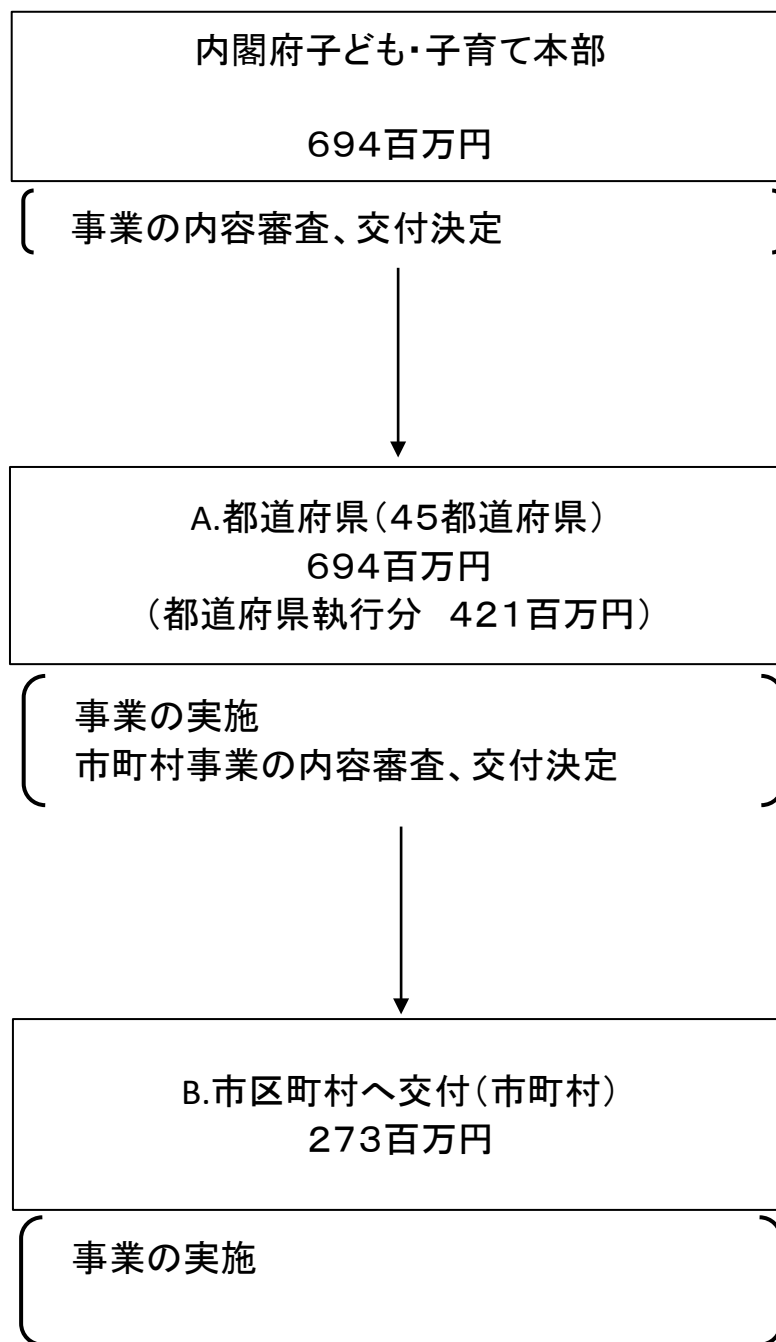 内閣府子ども・子育て本部
694百万円
事業の内容審査、交付決定
A.都道府県(45都道府県)
694百万円
(都道府県執行分　421百万円)
事業の実施
市町村事業の内容審査、交付決定
B.市区町村へ交付(市町村)
273百万円
事業の実施